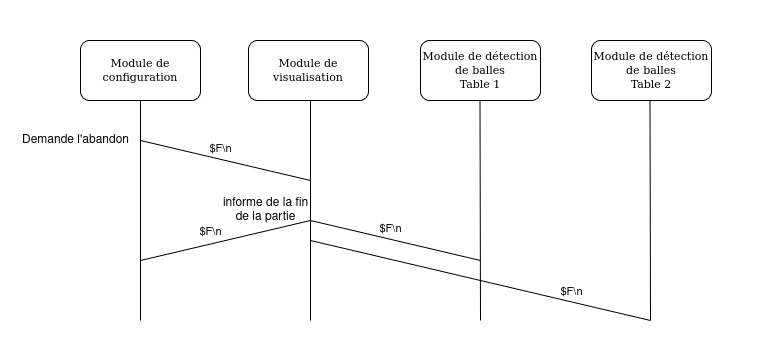 Module de
configuration
Module de
visualisation
Module de détection
de balles
Table 1
Module de détection
de balles
Table 2
Demande l'abandon
$F\n
informe de la fin
de la partie
$F\n
$F\n
$F\n